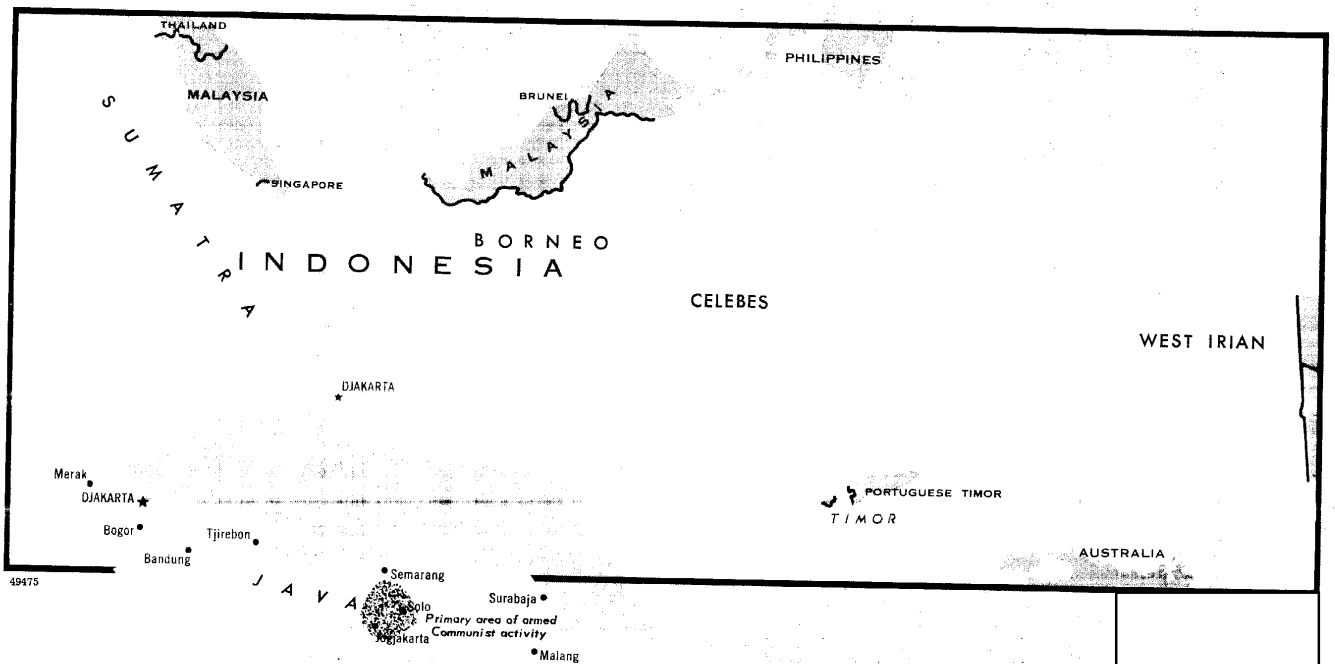 THAILAND
PHILIPPINES
MALAYSIA
BRUNEI
MALAYSIA
SUMATRA
SINGAPORE
BORNEO
INDONESIA
CELEBES
WEST IRIAN
DJAKARTA
Merak
DJAKARTA
PORTUGUESE TIMOR
TIMOR
Bogor
Tjirebon
Bandung
AUSTRALIA
49475
JAVA
Semarang
Surabaja
Solo
Primary area of armed
Communist activity
Jogjakarta
Malang